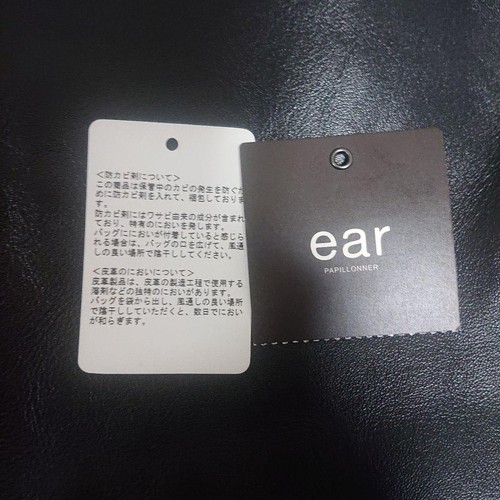 <防カビ剤について>
この商品は保管中のカビの発生を防ぐた
めに防カビ剤を入れて、梱包しておりま
す。
防カビ剤にはワサビ由来の成分が含まれ
ており、特有のにおいを発します。
バッグににおいが付着していると感じら
れる場合は、バッグの口を広げて、風通
しの良い場所で陰干ししてください。
<皮革のにおいについて>
皮革製品は、皮革の製造工程で使用する
溶剤などの独特のにおいがあります。
バッグを袋から出し、風通しの良い場所
で陰干ししていただくと、数日でにおい
が和らぎます。
ear
PAPILLONNER